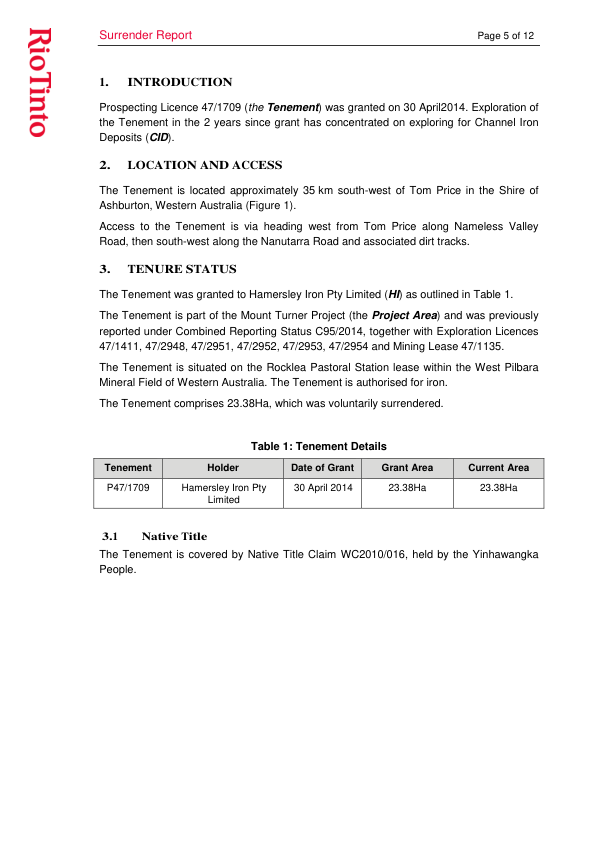 RioTinto
Surrender Report Page 5 of 12
1. INTRODUCTION
Prospecting Licence 47/1709 (the Tenement) was granted on 30 April2014. Exploration of
the Tenement in the 2 years since grant has concentrated on exploring for Channel Iron
Deposits (CID).
2. LOCATION AND ACCESS
The Tenement is located approximately 35 km south-west of Tom Price in the Shire of
Ashburton, Western Australia (Figure 1).
Access to the Tenement is via heading west from Tom Price along Nameless Valley
Road, then south-west along the Nanutarra Road and associated dirt tracks.
3. TENURE STATUS
The Tenement was granted to Hamersley Iron Pty Limited (HI) as outlined in Table 1.
The Tenement is part of the Mount Turner Project (the Project Area) and was previously
reported under Combined Reporting Status C95/2014, together with Exploration Licences
47/1411, 47/2948, 47/2951, 47/2952, 47/2953, 47/2954 and Mining Lease 47/1135.
The Tenement is situated on the Rocklea Pastoral Station lease within the West Pilbara
Mineral Field of Western Australia. The Tenement is authorised for iron.
The Tenement comprises 23.38Ha, which was voluntarily surrendered.
Table 1: Tenement Details
Tenement Holder Date of Grant Grant Area Current Area
P47/1709 Hamersley Iron Pty 30 April 2014 23.38Ha 23.38Ha
Limited
3.1 Native Title
The Tenement is covered by Native Title Claim WC2010/016, held by the Yinhawangka
People.